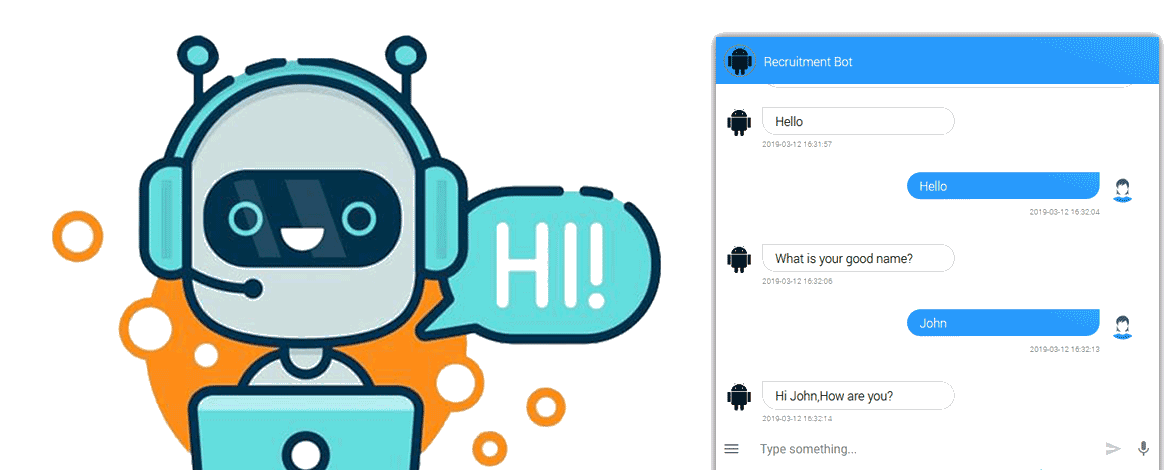 HI!
Recruitment Bot
Hello
2019-03-12 16:31:57
Hello
2019-03-12 16:32:04
What is your good name?
2019-03-12 16:32:06
John
2019-03-12 16:32:13
Hi John,How are you?
2019-03-12 16:32:14
Type something...